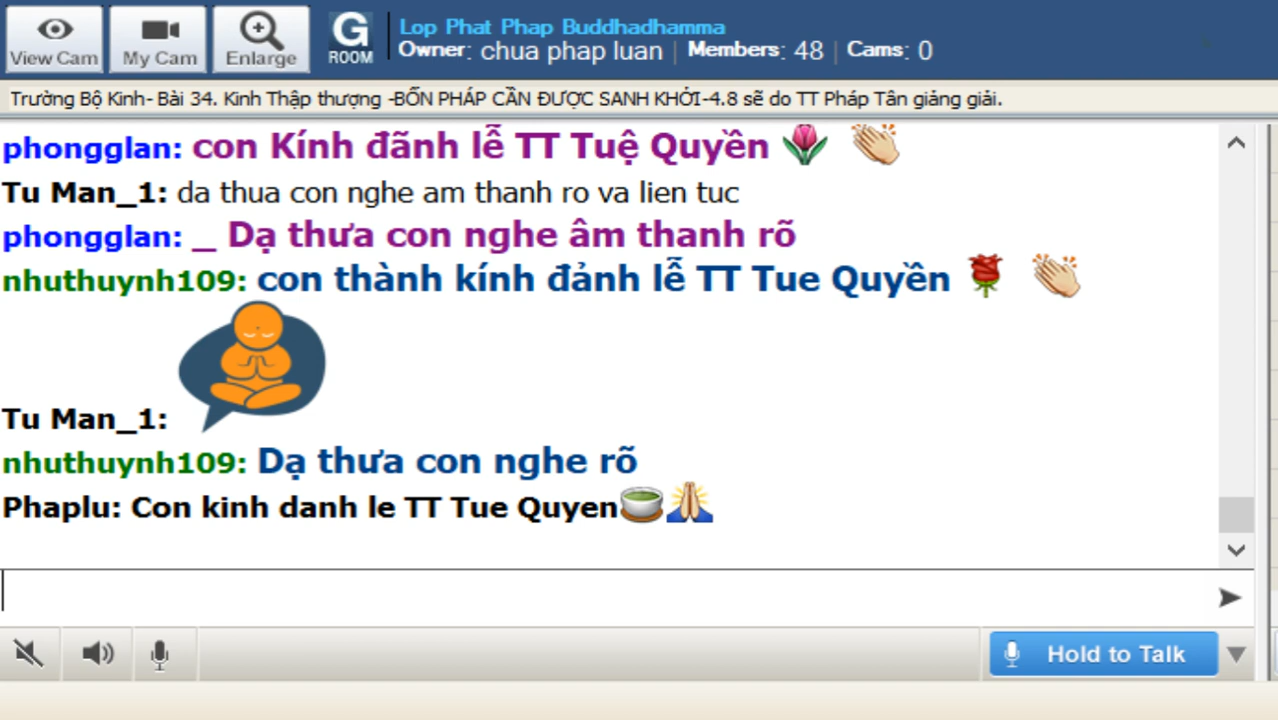 View Cam
My Cam
Enlarge
G
ROOM
Lop Phat Phap Buddhadhamma
Owner: chua phap luan | Members: 48 | Cams: 0
Trường Bộ Kinh- Bài 34. Kinh Thập thượng -BỐN PHÁP CẦN ĐƯỢC SANH KHỞI-4.8 sẽ do TT Pháp Tân giảng giải.
phongglan: con Kính đãnh lễ TT Tuệ Quyền
Tu Man_1: da thua con nghe am thanh ro va lien tuc
phongglan: _ Dạ thưa con nghe âm thanh rõ
nhuthuynh109: con thành kính đảnh lễ TT Tue Quyền
Tu Man_1:
nhuthuynh109: Dạ thưa con nghe rõ
Phaplu: Con kinh danh le TT Tue Quyen
Hold to Talk